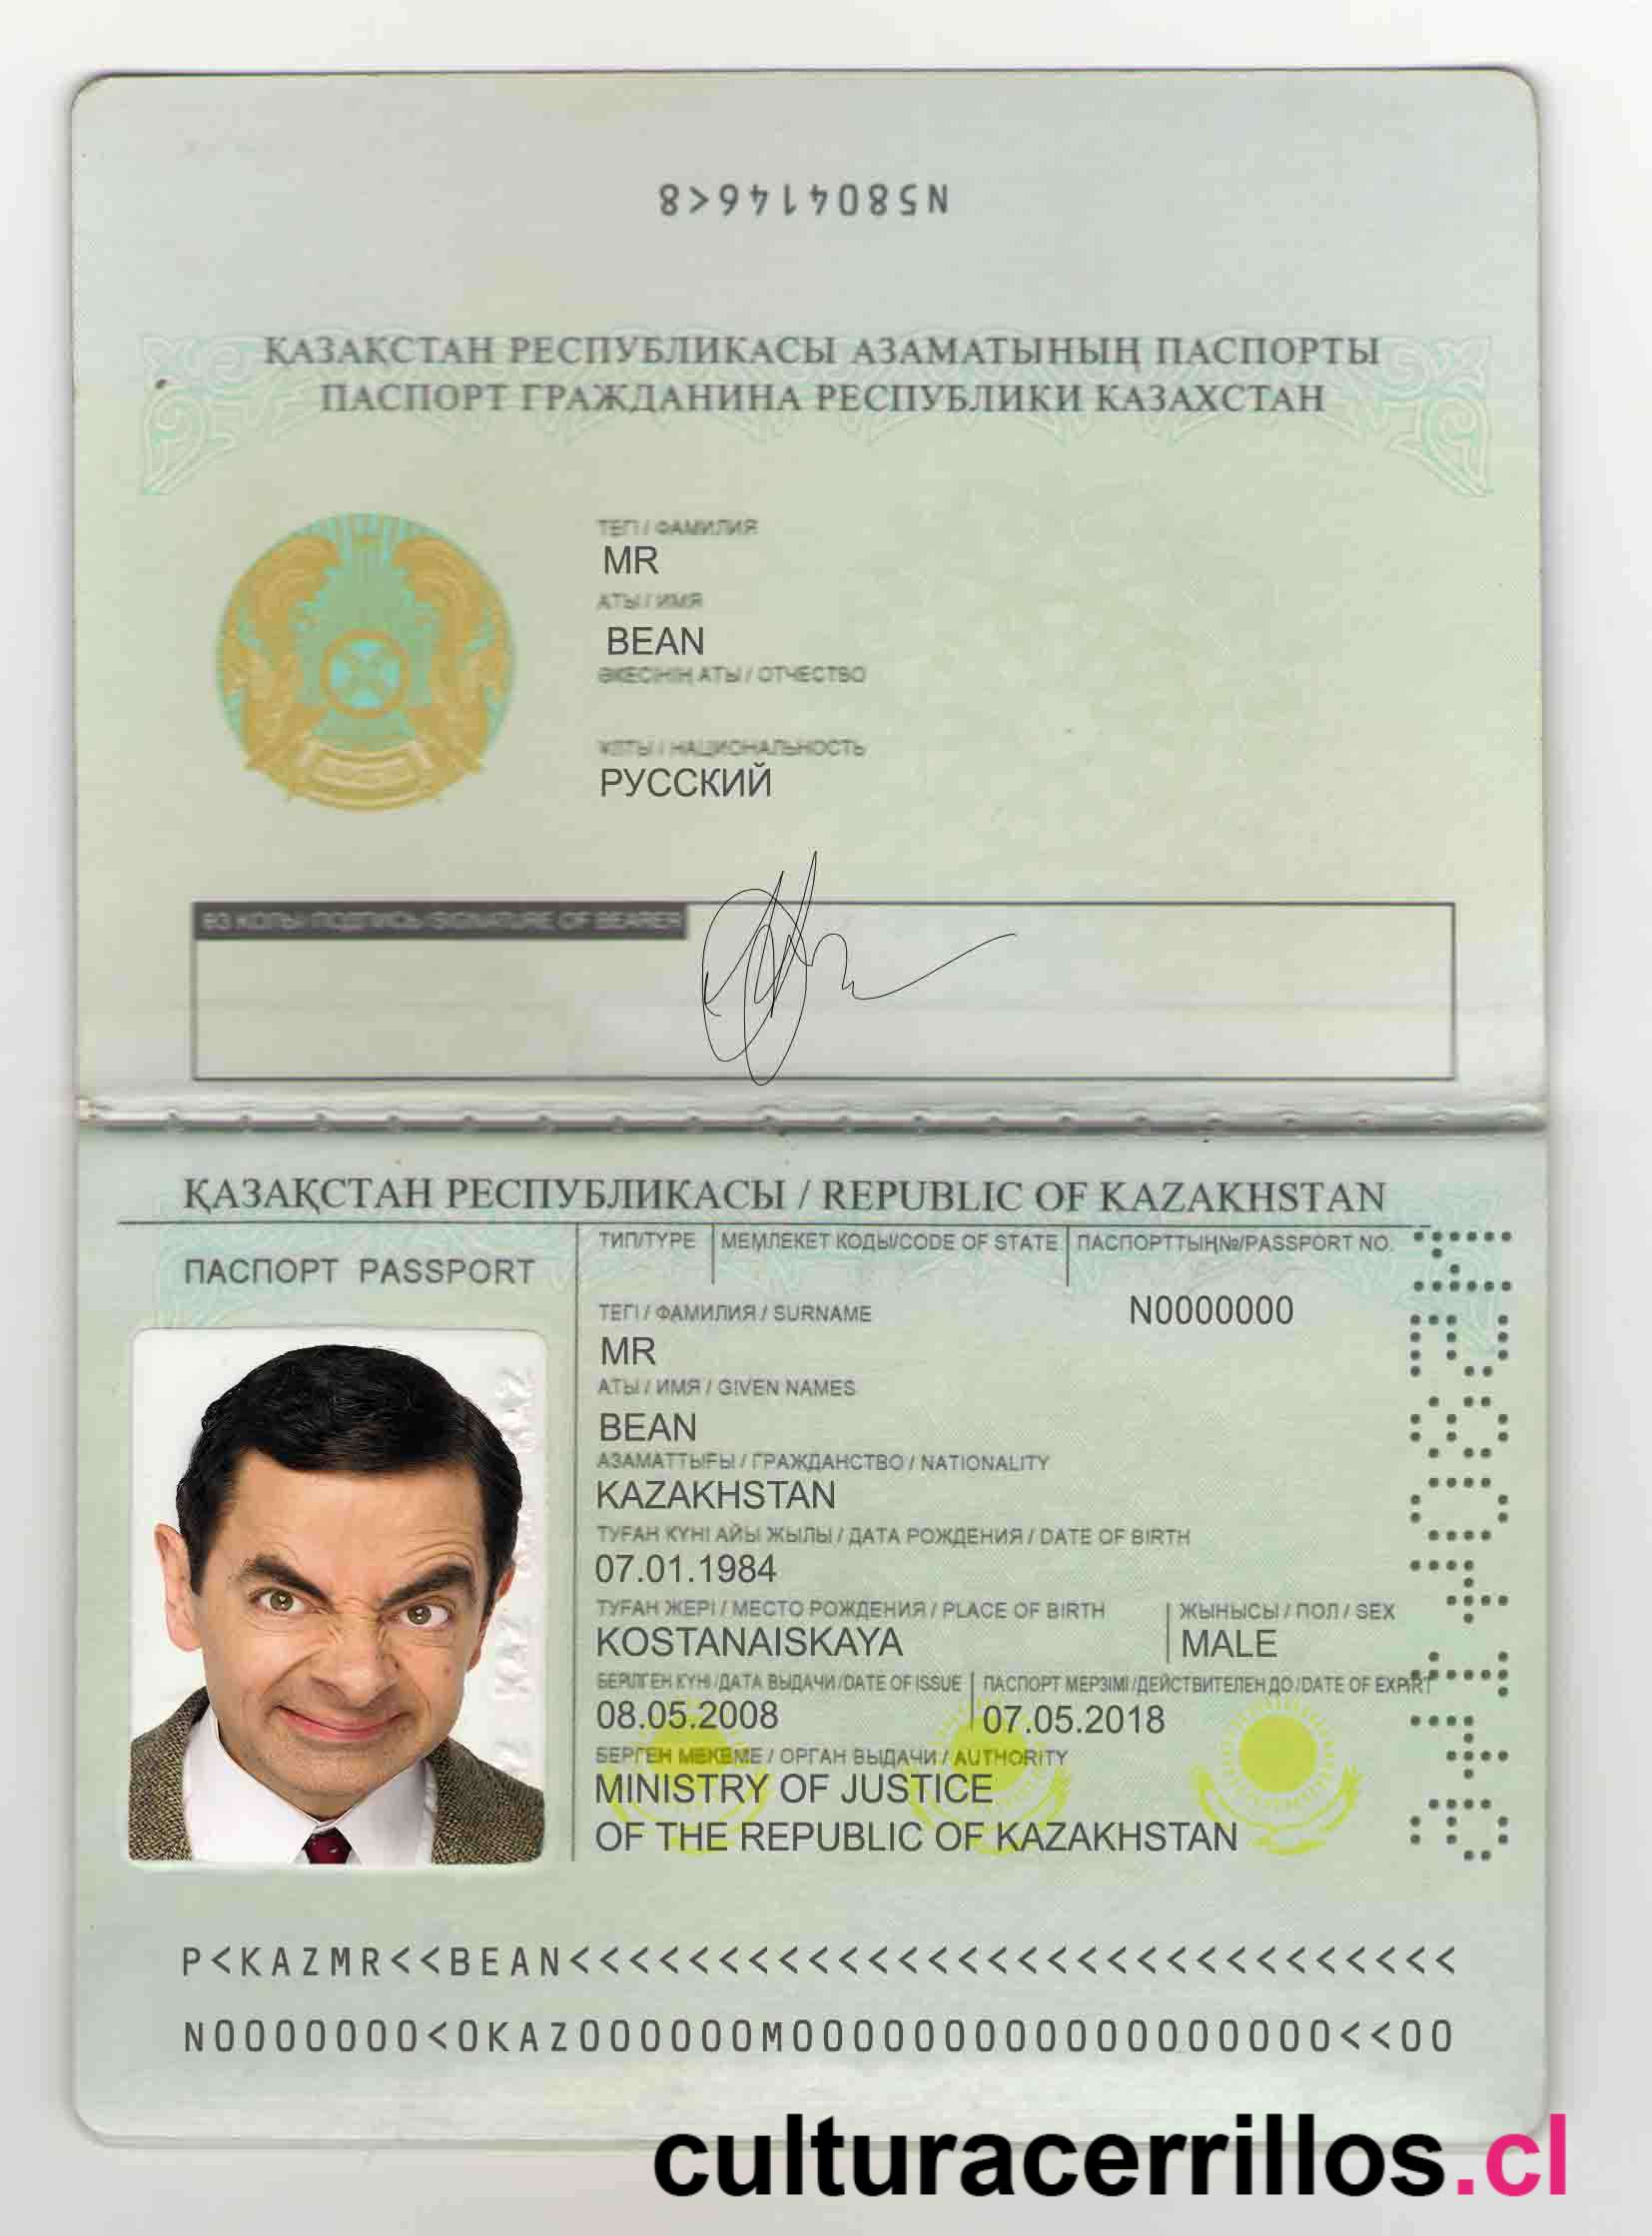 N5804146<8
ҚАЗАҚСТАН РЕСПУБЛИКАСЫ АЗАМАТЫНЫҢ ПАСПОРТЫ
ПАСПОРТ ГРАЖДАНИНА РЕСПУБЛИКИ КАЗАХСТАН
ТЕГІ / ФАМИЛИЯ
MR
АТЫ / ИМЯ
BEAN
ӘКЕСІНІҢ АТЫ / ОТЧЕСТВО
ҰЛТЫ / НАЦИОНАЛЬНОСТЬ
РУССКИЙ
ӨЗ ҚОЛЫ/ПОДПИСЬ/SIGNATURE OF BEARER
ҚАЗАҚСТАН РЕСПУБЛИКАСЫ / REPUBLIC OF KAZAKHSTAN
ПАСПОРТ PASSPORT
ТИП/TYPE МЕМЛЕКЕТ КОДЫ/CODE OF STATE ПАСПОРТТЫҢ№/PASSPORT NO.
N0000000
ТЕГІ / ФАМИЛИЯ / SURNAME
MR
АТЫ / ИМЯ / GIVEN NAMES
BEAN
АЗАМАТТЫҒЫ / ГРАЖДАНСТВО / NATIONALITY
KAZAKHSTAN
ТУҒАН КҮНІ АЙЫ ЖЫЛЫ / ДАТА РОЖДЕНИЯ / DATE OF BIRTH
07.01.1984
ТУҒАН ЖЕРІ / МЕСТО РОЖДЕНИЯ / PLACE OF BIRTH ЖЫНЫСЫ / ПОЛ / SEX
KOSTANAISKAYA MALE
БЕРІЛГЕН КҮНІ /ДАТА ВЫДАЧИ /DATE OF ISSUE ПАСПОРТ МЕРЗІМІ /ДЕЙСТВИТЕЛЕН ДО /DATE OF EXPIRT
08.05.2008 07.05.2018
БЕРГЕН МЕКЕМЕ / ОРГАН ВЫДАЧИ / AUTHORITY
MINISTRY OF JUSTICE
OF THE REPUBLIC OF KAZAKHSTAN
P<KAZMR<<BEAN<<<<<<<<<<<<<<<<<<<<<<<<<<<<<<
N0000000<0KAZ000000M000000000000000000<<00
culturacerrillos.cl